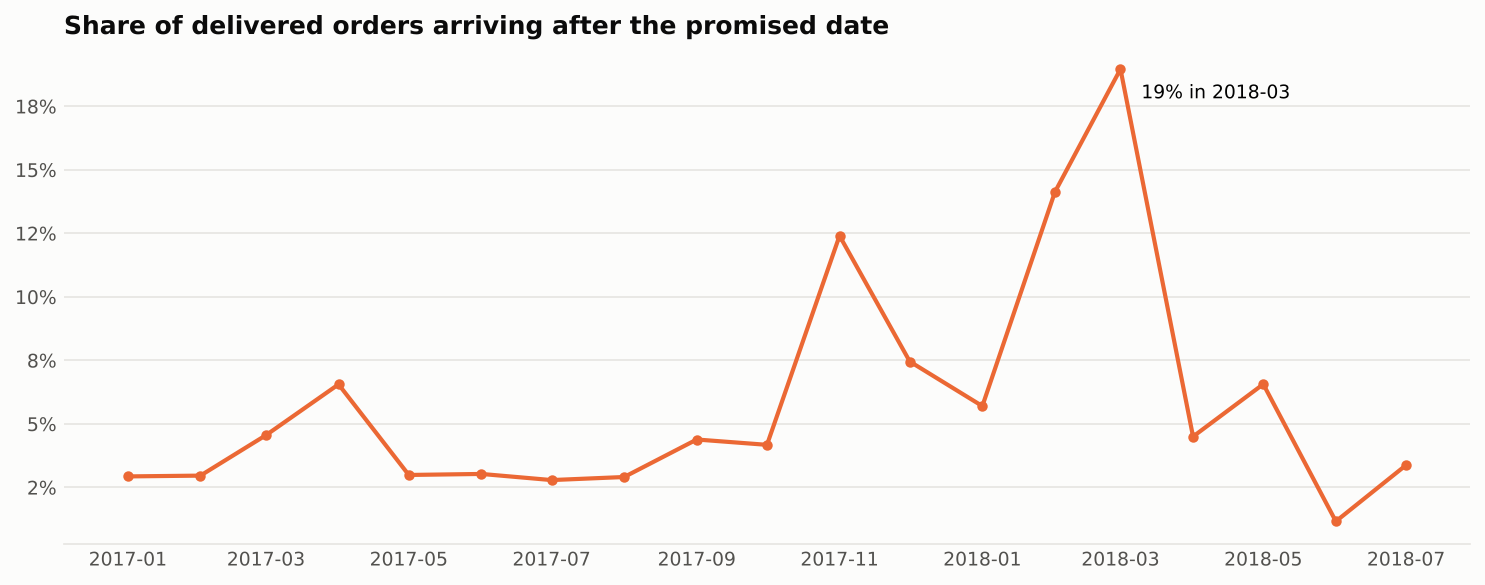 Share of delivered orders arriving after the promised date
19% in 2018-03
18%
15%
12%
10%
8%
5%
2%
2017-01 2017-03 2017-05 2017-07 2017-09 2017-11 2018-01 2018-03 2018-05 2018-07